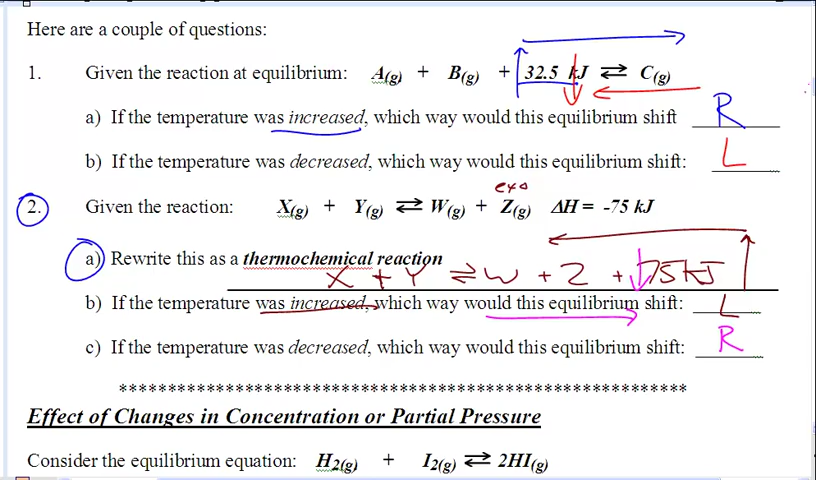 Here are a couple of questions:
1. Given the reaction at equilibrium: A(g) + B(g) + 32.5 kJ ⇄ C(g)
a) If the temperature was increased, which way would this equilibrium shift R
b) If the temperature was decreased, which way would this equilibrium shift: L
exo
2. Given the reaction: X(g) + Y(g) ⇄ W(g) + Z(g) ΔH = -75 kJ
a) Rewrite this as a thermochemical reaction
X + Y ⇌ W + Z + 75 kJ
b) If the temperature was increased, which way would this equilibrium shift: L
c) If the temperature was decreased, which way would this equilibrium shift: R
************************************************************
Effect of Changes in Concentration or Partial Pressure
Consider the equilibrium equation: H2(g) + I2(g) ⇄ 2HI(g)